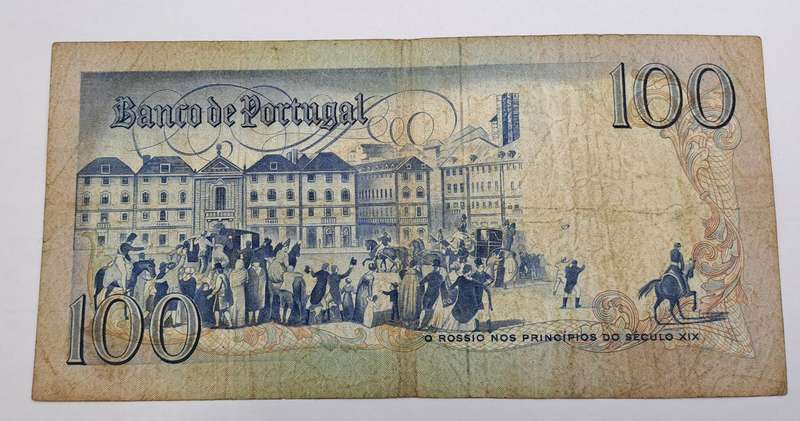 Banco de Portugal
100
100
O ROSSIO NOS PRINCÍPIOS DO SÉCULO XIX